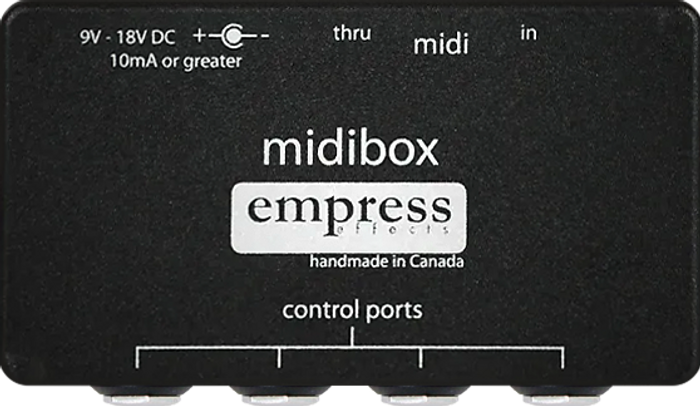 9V - 18V DC + -
thru
midi
in
10mA or greater
midibox
empress
effects
handmade in Canada
control ports